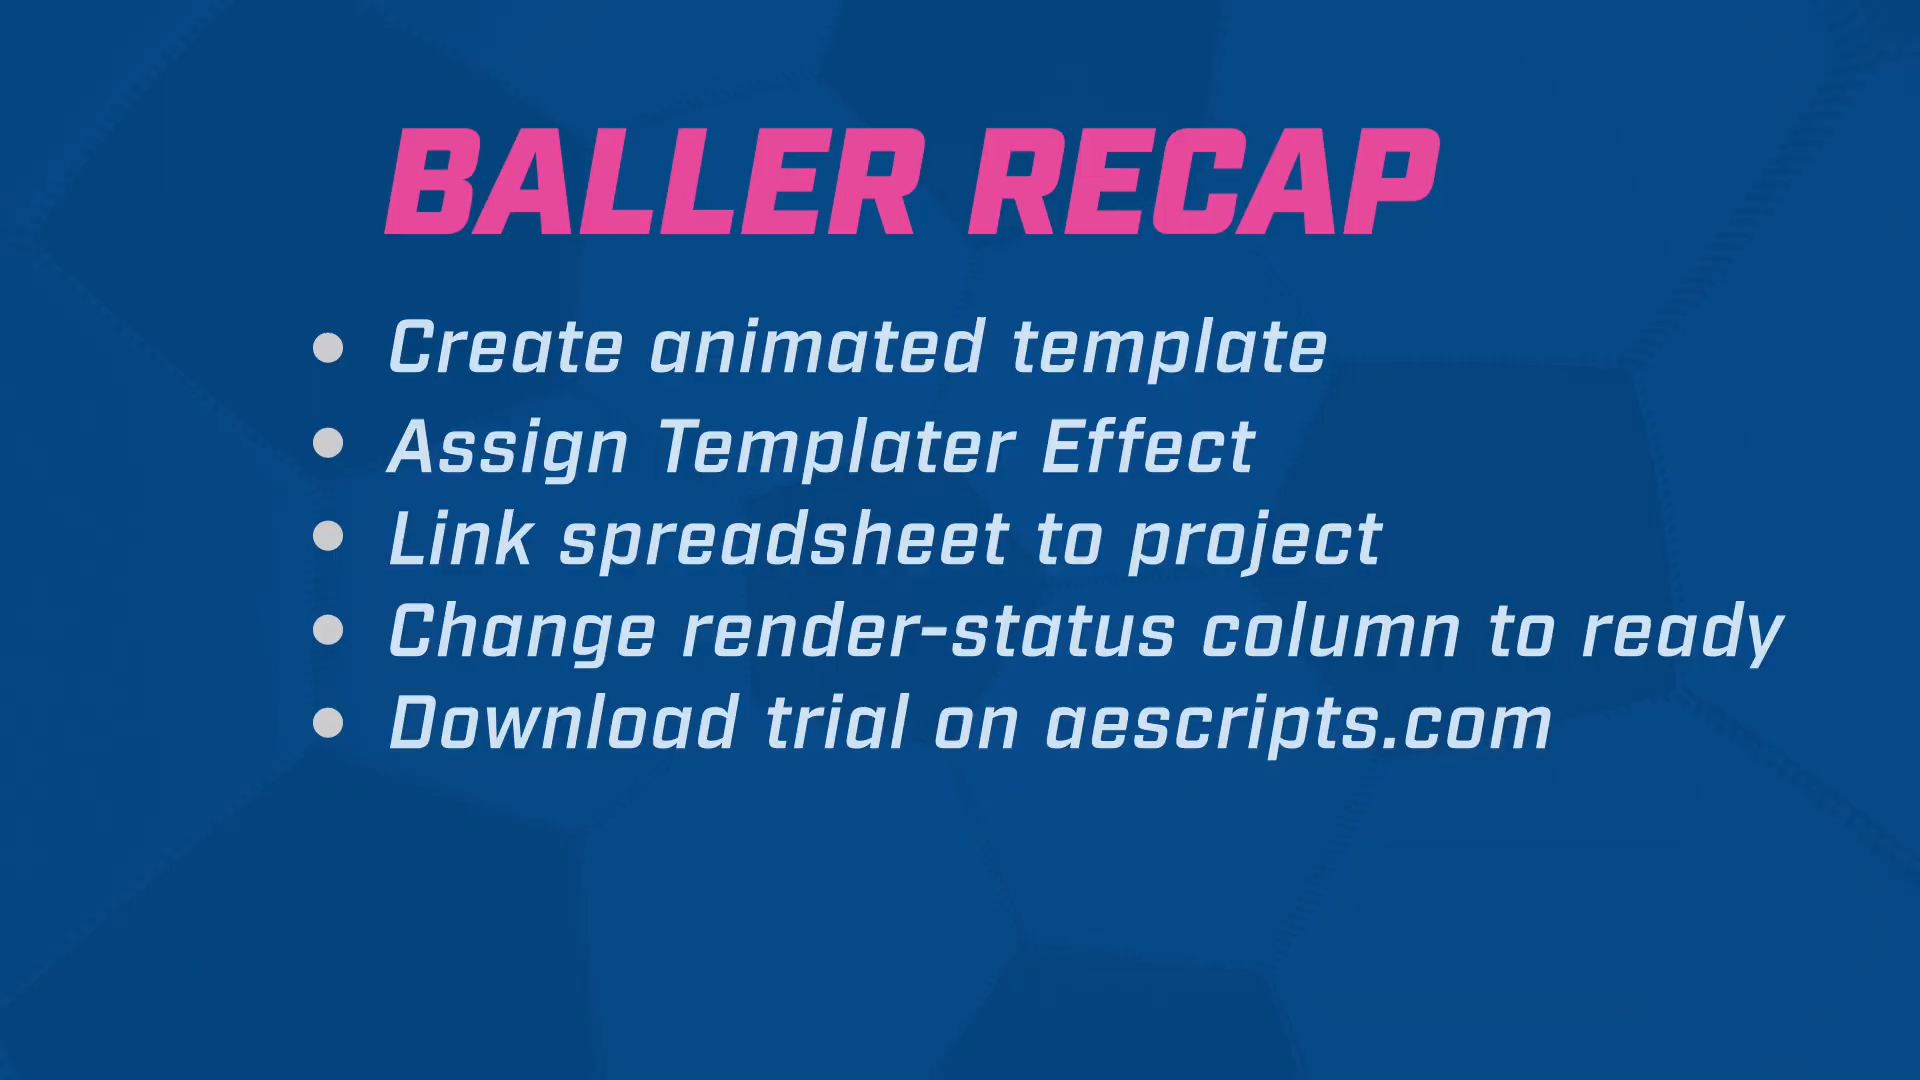 BALLER RECAP
• Create animated template
• Assign Templater Effect
• Link spreadsheet to project
• Change render-status column to ready
• Download trial on aescripts.com